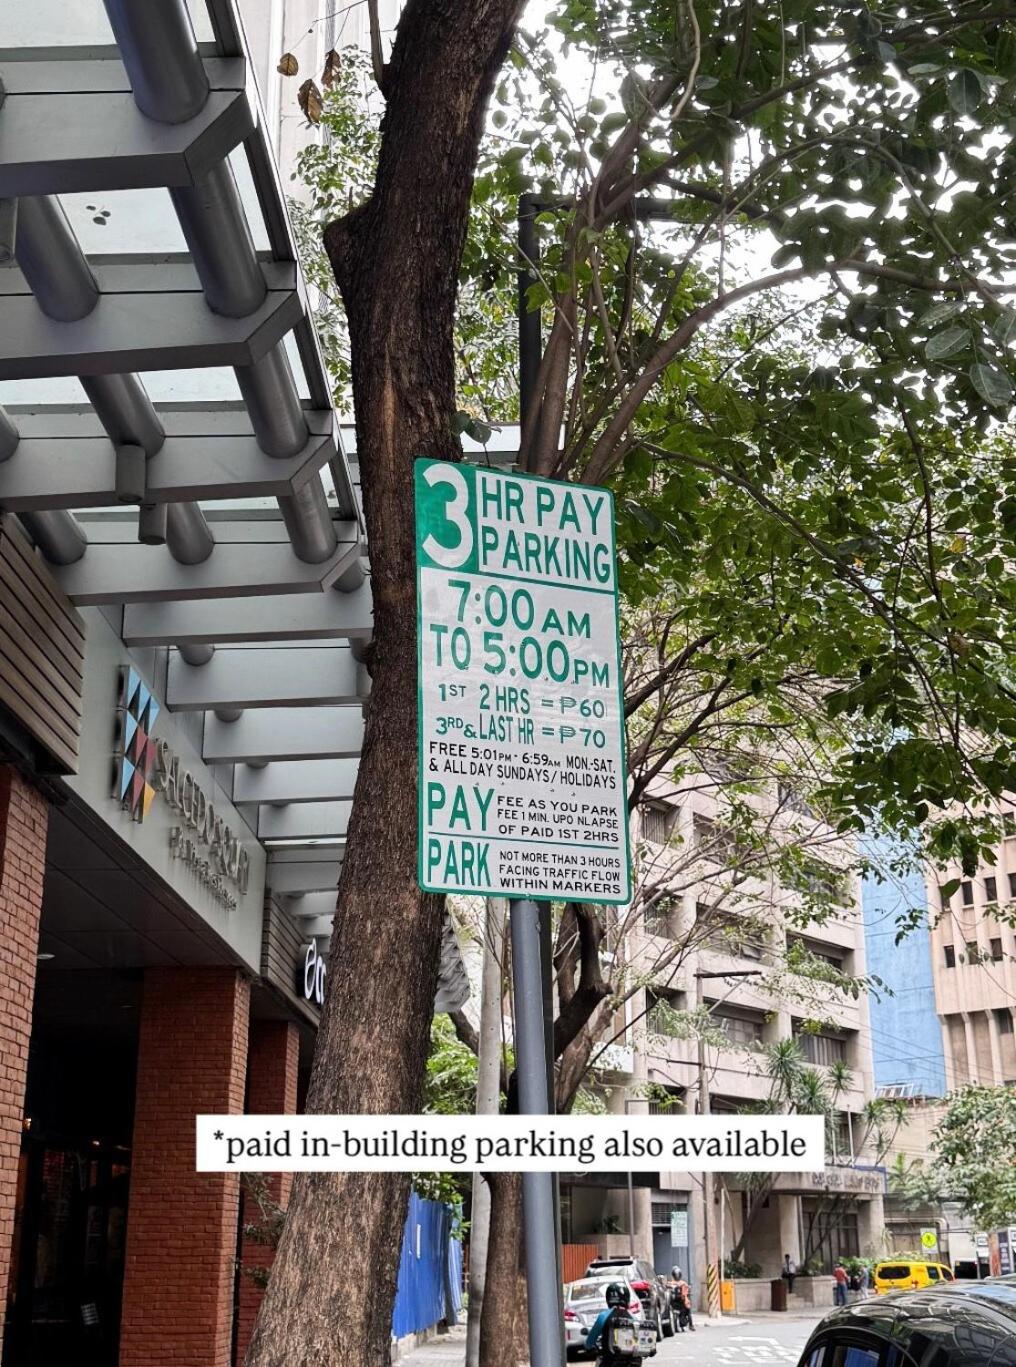 3 HR PAY
PARKING
7:00 AM
TO 5:00 PM
1ST 2 HRS = ₱60
3RD & LAST HR = ₱70
FREE 5:01PM - 6:59AM MON.-SAT.
& ALL DAY SUNDAYS/HOLIDAYS
PAY FEE AS YOU PARK
FEE 1 MIN. UPO NLAPSE
OF PAID 1ST 2HRS
PARK NOT MORE THAN 3 HOURS
FACING TRAFFIC FLOW
WITHIN MARKERS
*paid in-building parking also available